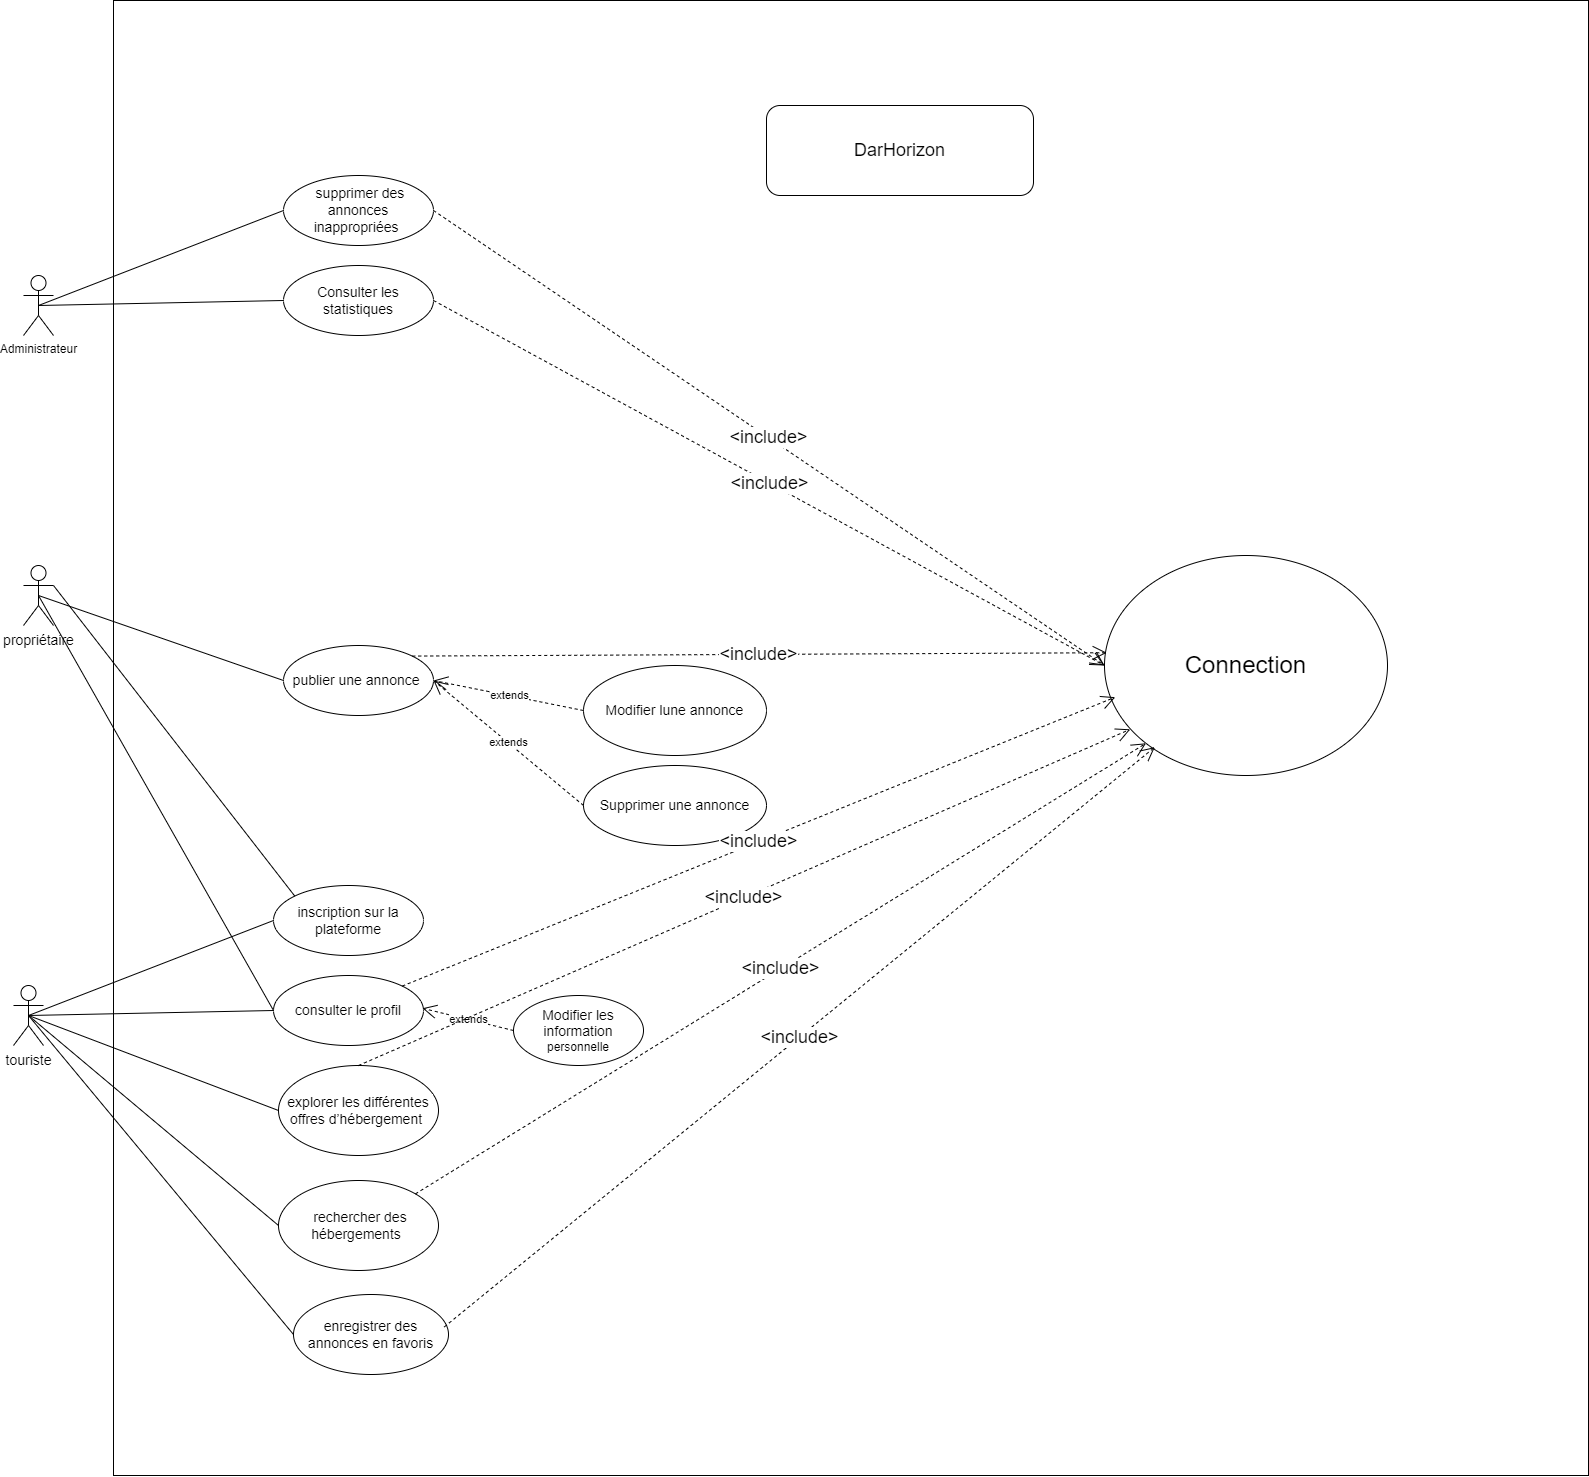 DarHorizon
supprimer des
annonces
inappropriées
Consulter les
statistiques
Administrateur
<include>
<include>
propriétaire
publier une annonce
<include>
extends
Modifier lune annonce
extends
Supprimer une annonce
Connection
<include>
<include>
inscription sur la
plateforme
<include>
consulter le profil
extends
Modifier les
information
personnelle
<include>
touriste
explorer les différentes
offres d’hébergement
rechercher des
hébergements
enregistrer des
annonces en favoris